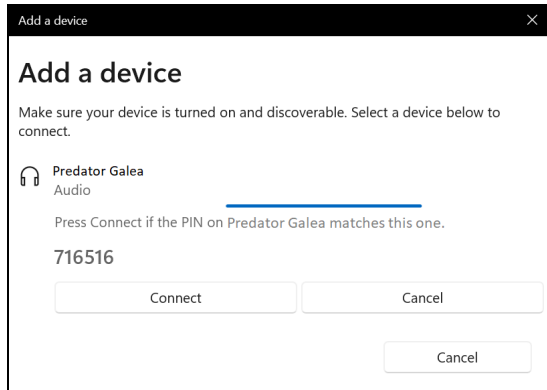 Add a device
Add a device
Make sure your device is turned on and discoverable. Select a device below to
connect.
Predator Galea
Audio
Press Connect if the PIN on Predator Galea matches this one.
716516
Connect
Cancel
Cancel